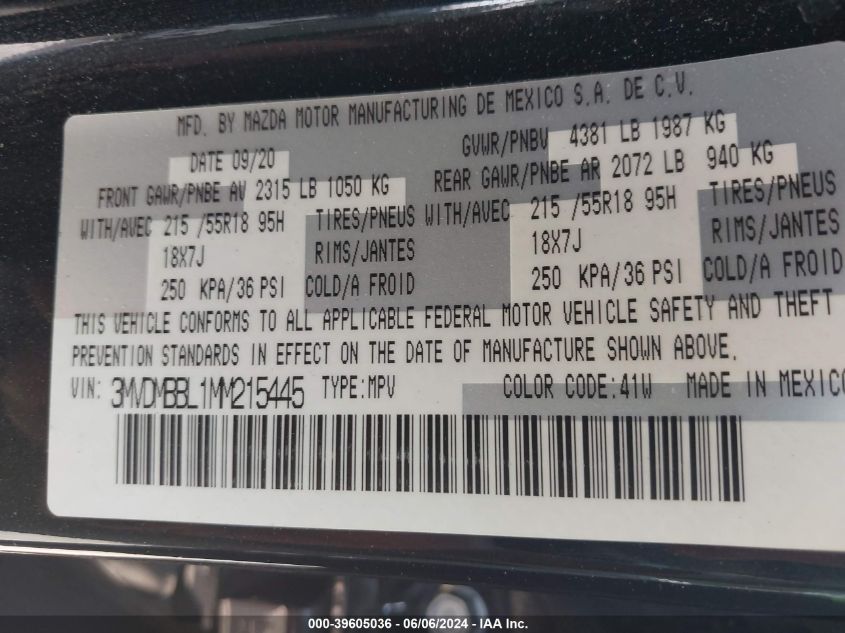 MFD. BY MAZDA MOTOR MANUFACTURING DE MEXICO S.A. DE C.V.
DATE 09/20 GVWR/PNBV 4381 LB 1987 KG
FRONT GAWR/PNBE AV 2315 LB 1050 KG REAR GAWR/PNBE AR 2072 LB 940 KG
WITH/AVEC 215 /55R18 95H TIRES/PNEUS WITH/AVEC 215 /55R18 95H TIRES/PNEUS
18X7J RIMS/JANTES 18X7J RIMS/JANTES
250 KPA/36 PSI COLD/A FROID 250 KPA/36 PSI COLD/A FROID
THIS VEHICLE CONFORMS TO ALL APPLICABLE FEDERAL MOTOR VEHICLE SAFETY AND THEFT
PREVENTION STANDARDS IN EFFECT ON THE DATE OF MANUFACTURE SHOWN ABOVE.
VIN: 3MVDMBBL1MM215445 TYPE:MPV COLOR CODE:41W MADE IN MEXICO
000-39605036 - 06/06/2024 - IAA Inc.